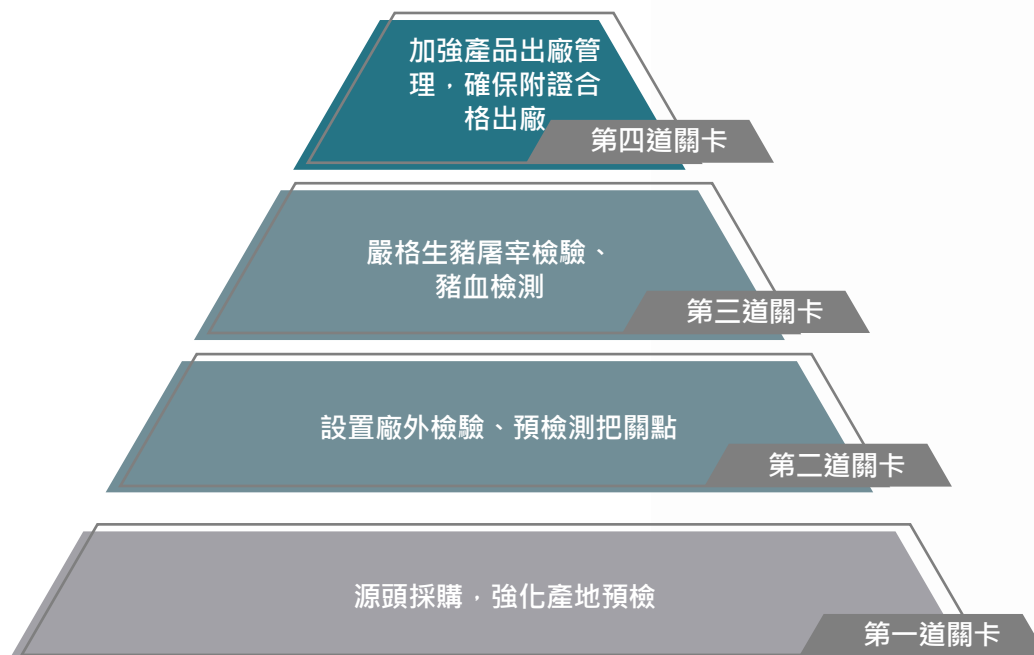 加強產品出廠管
理，確保附證合
格出廠
第四道關卡
嚴格生豬屠宰檢驗、
豬血檢測
第三道關卡
設置廠外檢驗、預檢測把關點
第二道關卡
源頭採購，強化產地預檢
第一道關卡